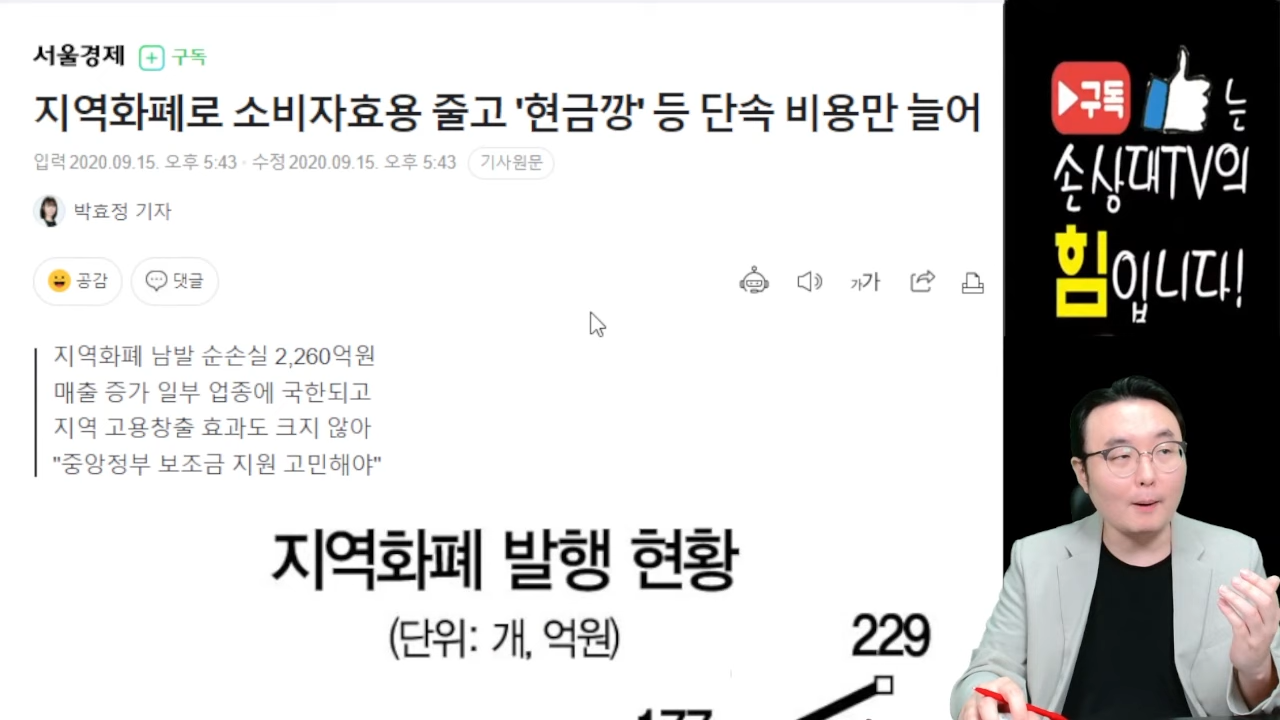 서울경제 구독
지역화폐로 소비자효용 줄고 '현금깡' 등 단속 비용만 늘어
입력 2020.09.15. 오후 5:43 · 수정 2020.09.15. 오후 5:43 기사원문
박효정 기자
공감 댓글 가가
지역화폐 남발 순손실 2,260억원
매출 증가 일부 업종에 국한되고
지역 고용창출 효과도 크지 않아
"중앙정부 보조금 지원 고민해야"
지역화폐 발행 현황
(단위: 개, 억원)
229
177
구독 는
손상대TV의
힘입니다!